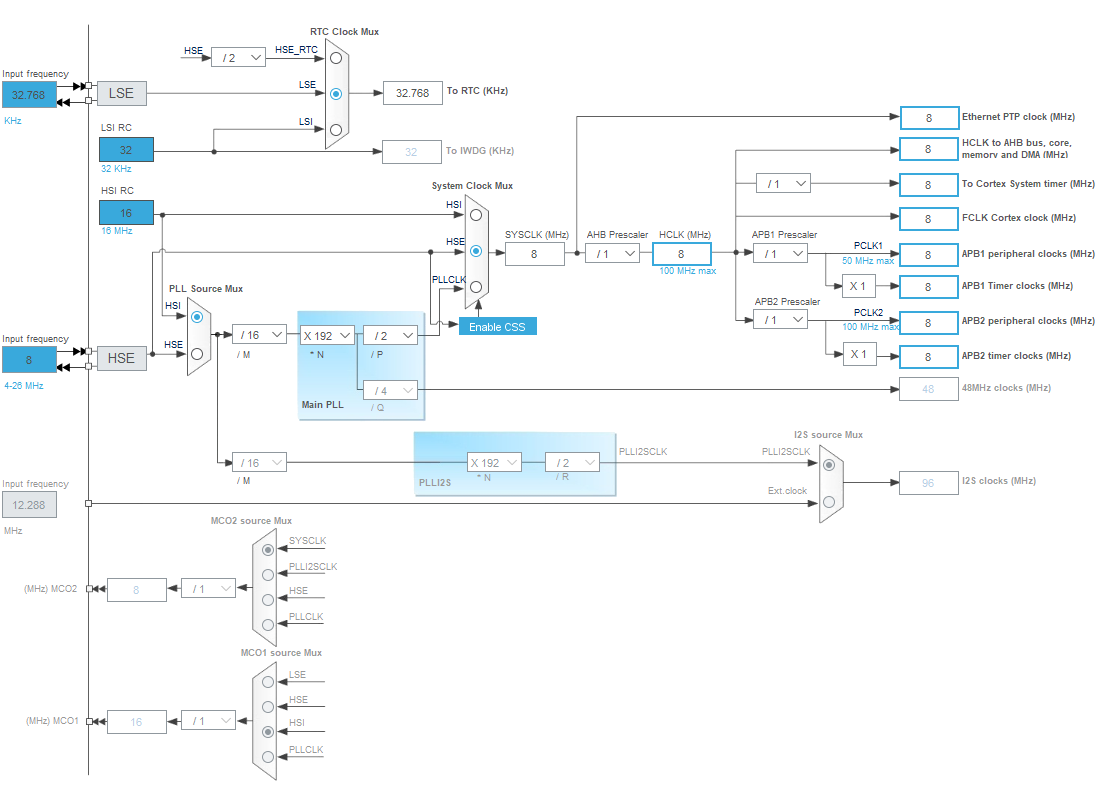 RTC Clock Mux
HSE
/ 2
HSE_RTC
Input frequency
32.768
KHz
LSE
LSE
32.768
To RTC (KHz)
LSI RC
32
32 KHz
LSI
32
To IWDG (KHz)
HSI RC
16
16 MHz
System Clock Mux
HSI
HSE
PLLCLK
SYSCLK (MHz)
8
AHB Prescaler
/ 1
HCLK (MHz)
8
100 MHz max
8
Ethernet PTP clock (MHz)
8
HCLK to AHB bus, core,
memory and DMA (MHz)
/ 1
8
To Cortex System timer (MHz)
8
FCLK Cortex clock (MHz)
APB1 Prescaler
/ 1
PCLK1
50 MHz max
8
APB1 peripheral clocks (MHz)
X 1
8
APB1 Timer clocks (MHz)
APB2 Prescaler
/ 1
PCLK2
100 MHz max
8
APB2 peripheral clocks (MHz)
X 1
8
APB2 timer clocks (MHz)
48
48MHz clocks (MHz)
PLL Source Mux
HSI
HSE
Input frequency
8
4-26 MHz
HSE
/ 16
/ M
X 192
* N
/ 2
/ P
/ 4
/ Q
Main PLL
Enable CSS
/ 16
/ M
X 192
* N
/ 2
/ R
PLLI2S
PLLI2SCLK
I2S source Mux
PLLI2SCLK
Ext.clock
96
I2S clocks (MHz)
Input frequency
12.288
MHz
MCO2 source Mux
SYSCLK
PLLI2SCLK
HSE
PLLCLK
(MHz) MCO2
8
/ 1
MCO1 source Mux
LSE
HSE
HSI
PLLCLK
(MHz) MCO1
16
/ 1